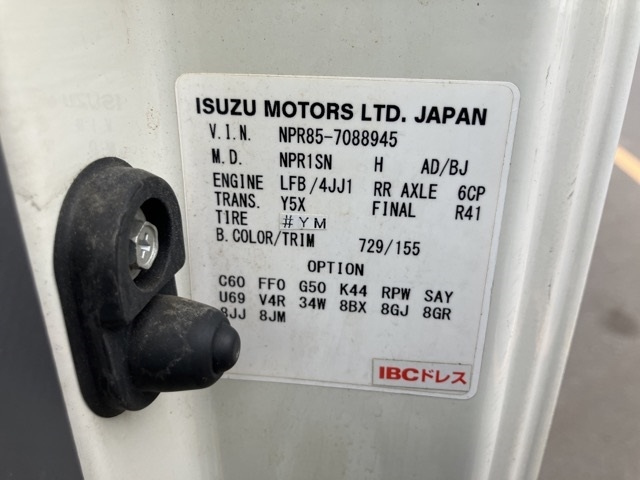 ISUZU MOTORS LTD. JAPAN
V.I.N. NPR85-7088945
M.D. NPR1SN H AD/BJ
ENGINE LFB/4JJ1 RR AXLE 6CP
TRANS. Y5X FINAL R41
TIRE #YM
B.COLOR/TRIM 729/155
OPTION
C60 FF0 G50 K44 RPW SAY
U69 V4R 34W 8BX 8GJ 8GR
8JJ 8JM
IBCドレス